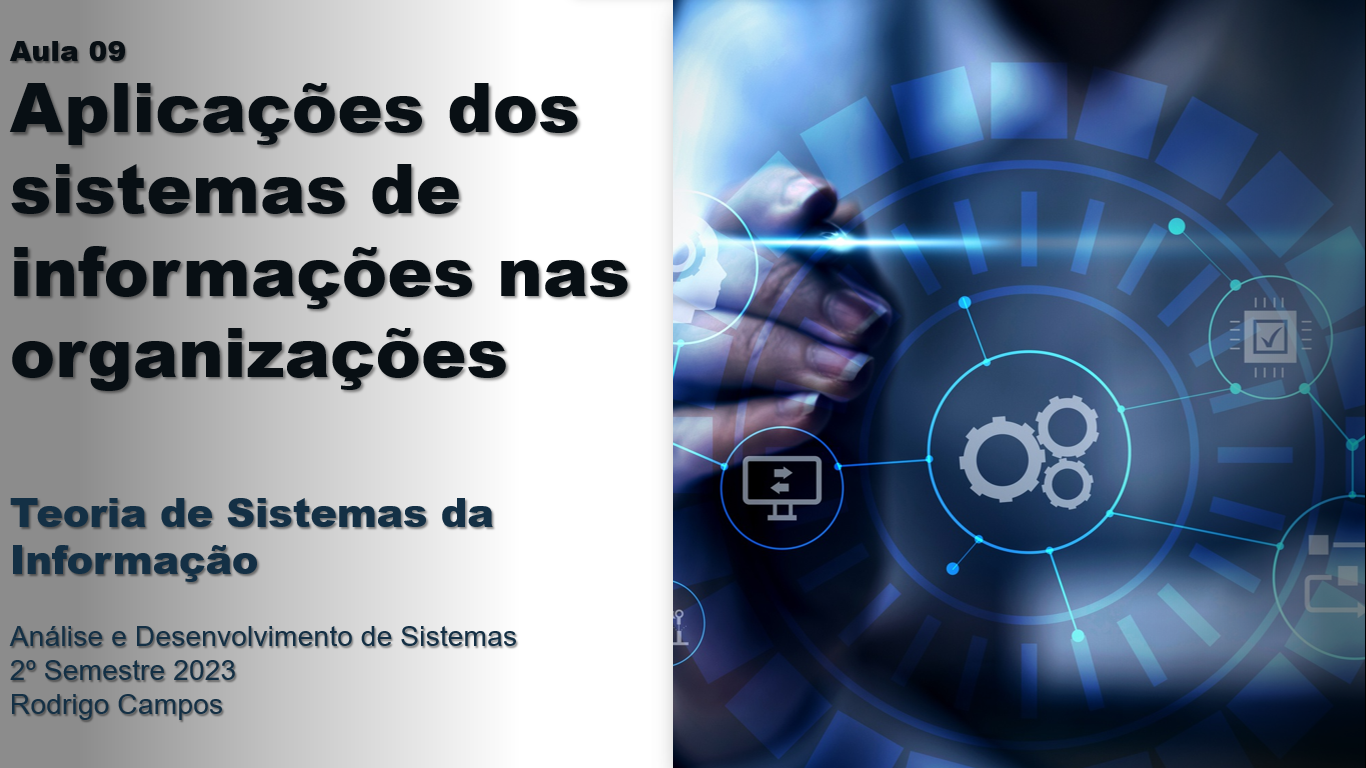 Aula 09
Aplicações dos
sistemas de
informações nas
organizações
Teoria de Sistemas da
Informação
Análise e Desenvolvimento de Sistemas
2º Semestre 2023
Rodrigo Campos